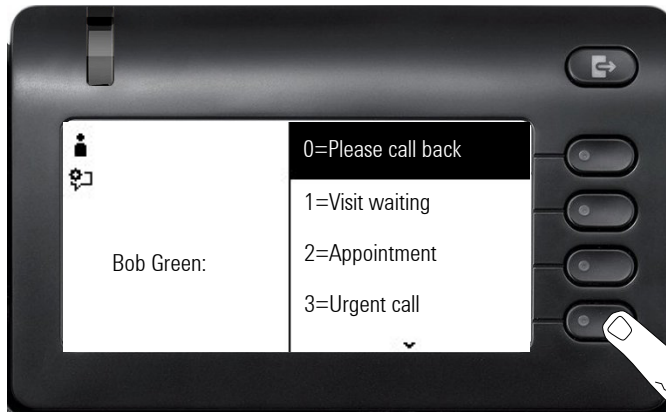 0=Please call back
1=Visit waiting
Bob Green:
2=Appointment
3=Urgent call